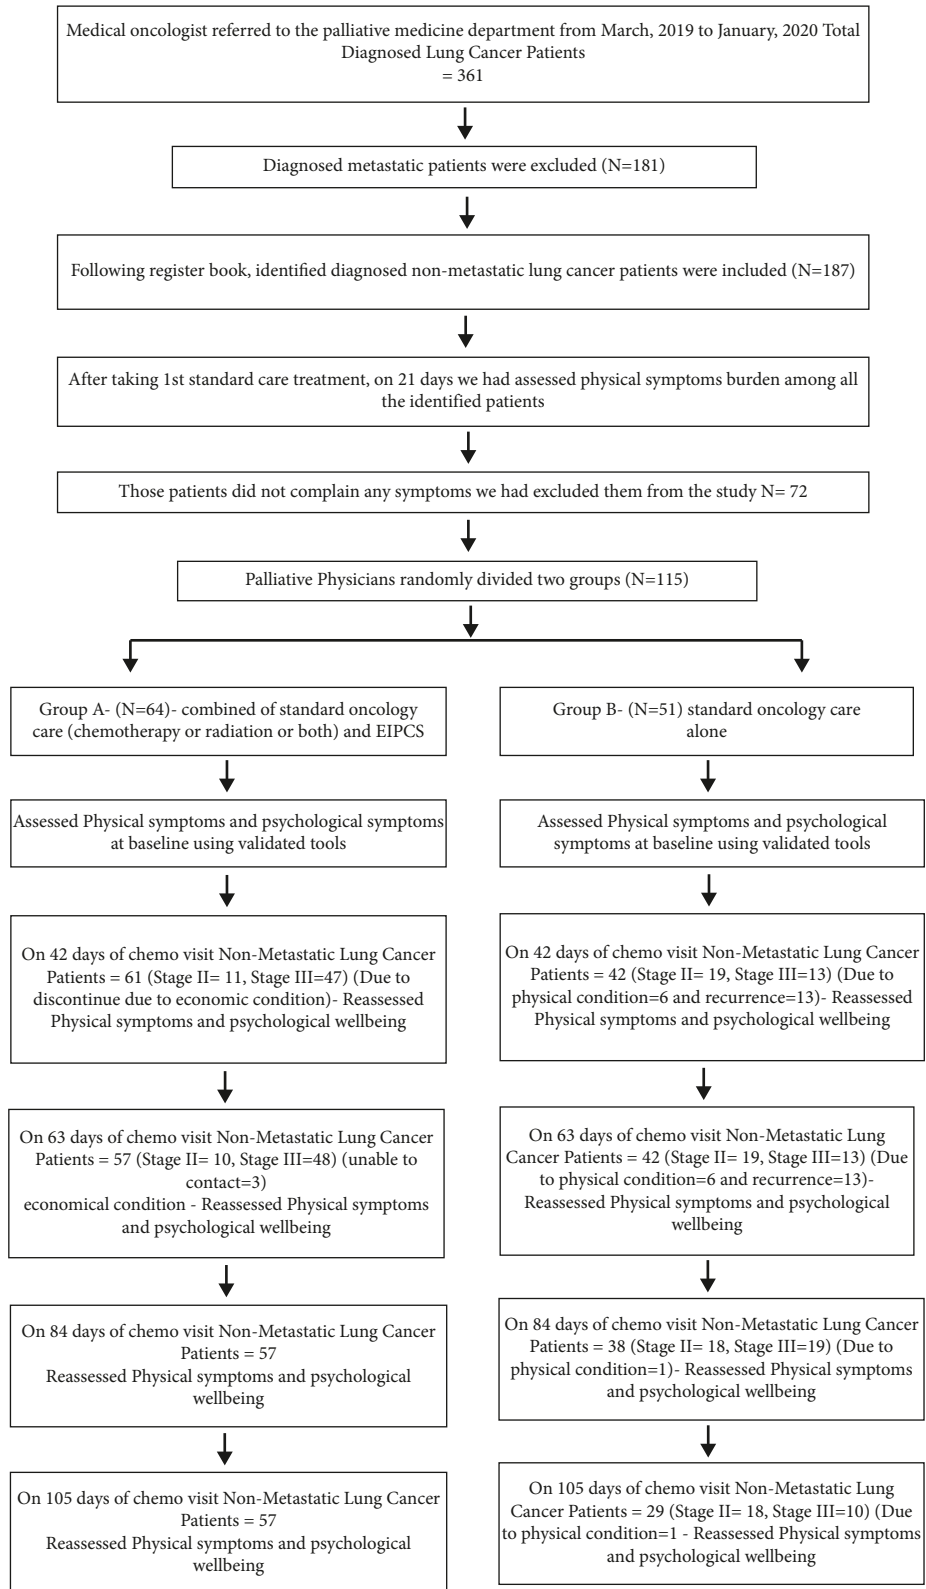 Medical oncologist referred to the palliative medicine department from March, 2019 to January, 2020 Total
Diagnosed Lung Cancer Patients
= 361
Diagnosed metastatic patients were excluded (N=181)
Following register book, identified diagnosed non-metastatic lung cancer patients were included (N=187)
After taking 1st standard care treatment, on 21 days we had assessed physical symptoms burden among all
the identified patients
Those patients did not complain any symptoms we had excluded them from the study N= 72
Palliative Physicians randomly divided two groups (N=115)
Group A- (N=64)- combined of standard oncology
care (chemotherapy or radiation or both) and EIPCS
Assessed Physical symptoms and psychological symptoms
at baseline using validated tools
On 42 days of chemo visit Non-Metastatic Lung Cancer
Patients = 61 (Stage II= 11, Stage III=47) (Due to
discontinue due to economic condition)- Reassessed
Physical symptoms and psychological wellbeing
On 63 days of chemo visit Non-Metastatic Lung Cancer
Patients = 57 (Stage II= 10, Stage III=48) (unable to
contact=3)
economical condition - Reassessed Physical symptoms
and psychological wellbeing
On 84 days of chemo visit Non-Metastatic Lung Cancer
Patients = 57
Reassessed Physical symptoms and psychological
wellbeing
On 105 days of chemo visit Non-Metastatic Lung Cancer
Patients = 57
Reassessed Physical symptoms and psychological
wellbeing
Group B- (N=51) standard oncology care
alone
Assessed Physical symptoms and psychological
symptoms at baseline using validated tools
On 42 days of chemo visit Non-Metastatic Lung Cancer
Patients = 42 (Stage II= 19, Stage III=13) (Due to
physical condition=6 and recurrence=13)- Reassessed
Physical symptoms and psychological wellbeing
On 63 days of chemo visit Non-Metastatic Lung
Cancer Patients = 42 (Stage II= 19, Stage III=13) (Due
to physical condition=6 and recurrence=13)-
Reassessed Physical symptoms and psychological
wellbeing
On 84 days of chemo visit Non-Metastatic Lung Cancer
Patients = 38 (Stage II= 18, Stage III=19) (Due to
physical condition=1)- Reassessed Physical symptoms
and psychological wellbeing
On 105 days of chemo visit Non-Metastatic Lung
Cancer Patients = 29 (Stage II= 18, Stage III=10) (Due
to physical condition=1 - Reassessed Physical symptoms
and psychological wellbeing